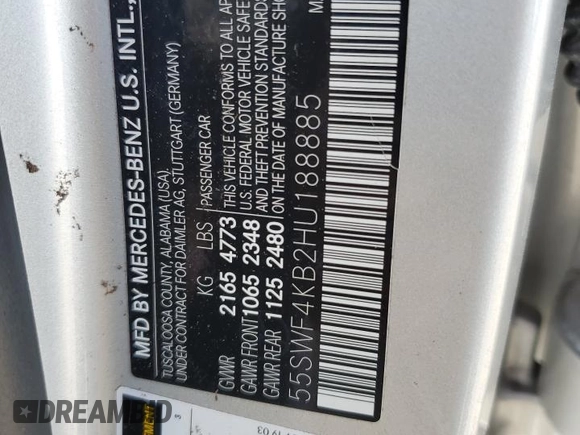 MFD BY MERCEDES-BENZ U.S. INTL.,
TUSCALOOSA COUNTY, ALABAMA (USA)
UNDER CONTRACT FOR DAIMLER AG, STUTTGART (GERMANY)
KG LBS PASSENGER CAR
GVWR 2165 4773 THIS VEHICLE CONFORMS TO ALL AP
GAWR FRONT 1065 2348 U.S. FEDERAL MOTOR VEHICLE SAFE
AND THEFT PREVENTION STANDARDS
GAWR REAR 1125 2480 ON THE DATE OF MANUFACTURE SHO
55SWF4KB2HU188885
DREAMBID